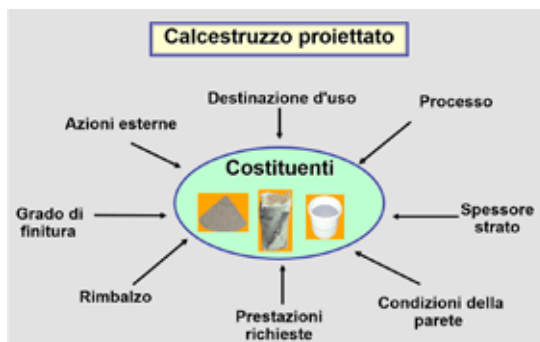 Calcestruzzo proiettato
Destinazione d'uso
Processo
Azioni esterne
Costituenti
Grado di
finitura
Spessore
strato
Rimbalzo
Prestazioni
richieste
Condizioni della
parete